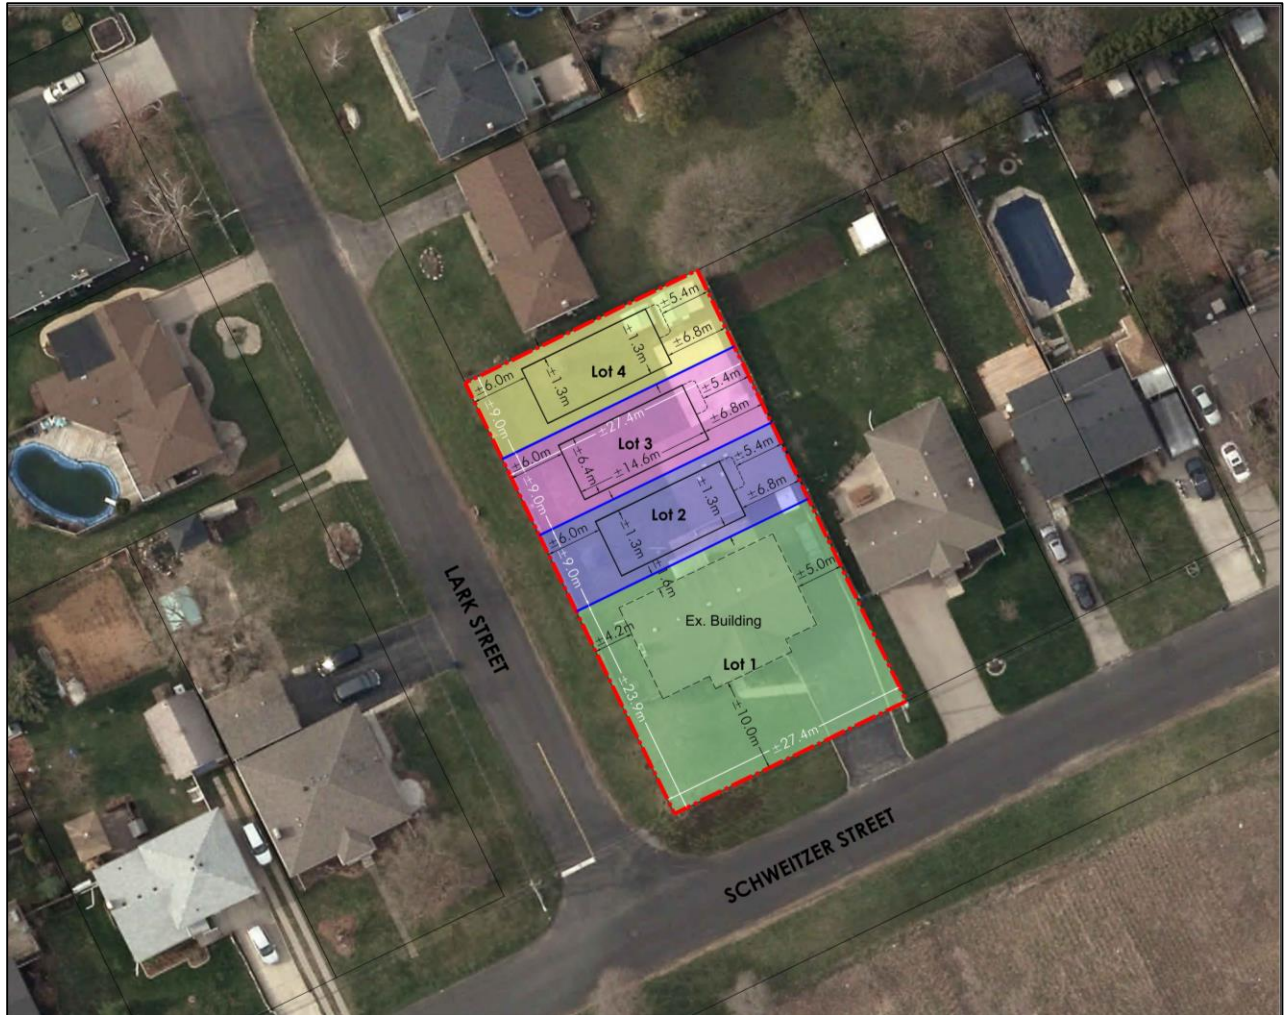 ±5.4m
±1.3m
±6.8m
Lot 4
±6.0m
±1.3m
±9.0m
±5.4m
±27.4m
±6.8m
Lot 3
±6.0m
±6.4m
±14.6m
±9.0m
±5.4m
±1.3m
±6.8m
Lot 2
±6.0m
±1.3m
±9.0m
±.6m
±5.0m
Ex. Building
±4.2m
Lot 1
±23.9m
±10.0m
±27.4m
LARK STREET
SCHWEITZER STREET